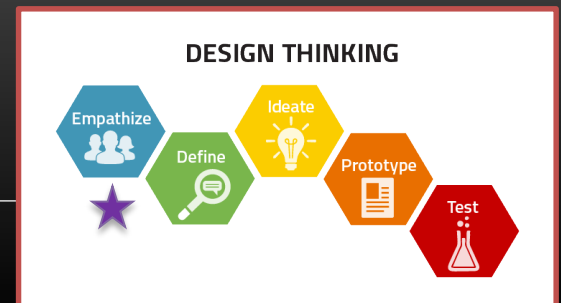 DESIGN THINKING
Empathize
Define
Ideate
Prototype
Test